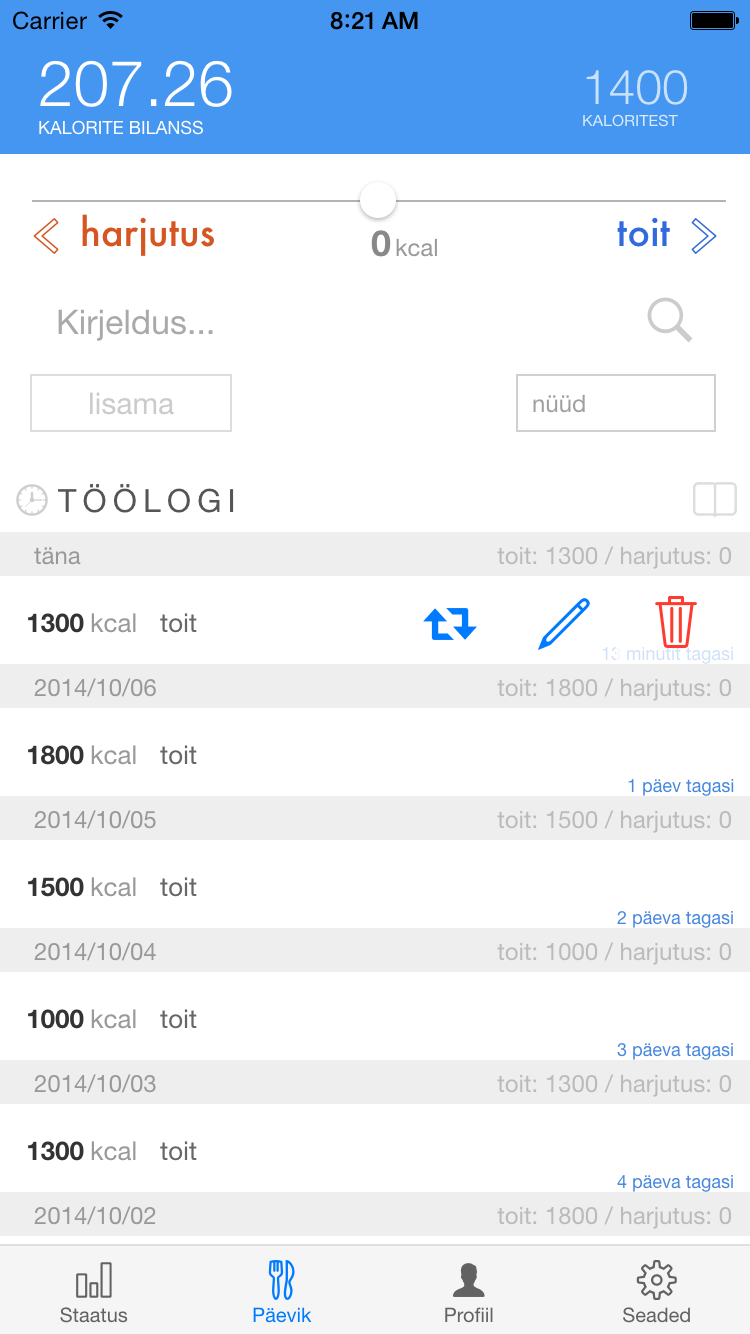 Carrier 8:21 AM
207.26 1400
KALORITE BILANSS KALORITEST
harjutus 0 kcal toit
Kirjeldus...
lisama nüüd
TÖÖLOGI
täna toit: 1300 / harjutus: 0
1300 kcal toit
13 minutit tagasi
2014/10/06 toit: 1800 / harjutus: 0
1800 kcal toit
1 päev tagasi
2014/10/05 toit: 1500 / harjutus: 0
1500 kcal toit
2 päeva tagasi
2014/10/04 toit: 1000 / harjutus: 0
1000 kcal toit
3 päeva tagasi
2014/10/03 toit: 1300 / harjutus: 0
1300 kcal toit
4 päeva tagasi
2014/10/02 toit: 1800 / harjutus: 0
Staatus Päevik Profiil Seaded